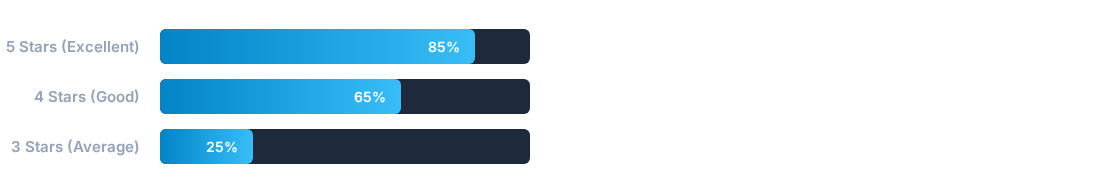 5 Stars (Excellent) 85%
4 Stars (Good) 65%
3 Stars (Average) 25%